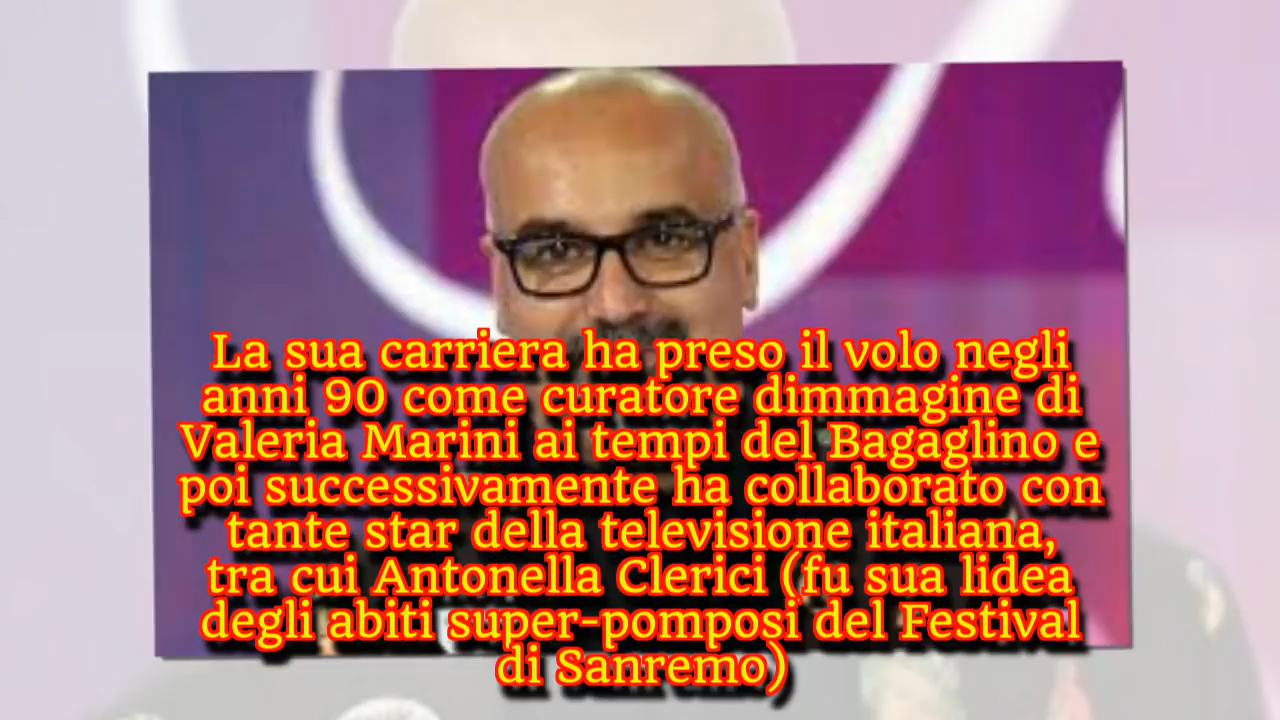 La sua carriera ha preso il volo negli
anni 90 come curatore dimmagine di
Valeria Marini ai tempi del Bagaglino e
poi successivamente ha collaborato con
tante star della televisione italiana,
tra cui Antonella Clerici (fu sua lidea
degli abiti super-pomposi del Festival
di Sanremo)